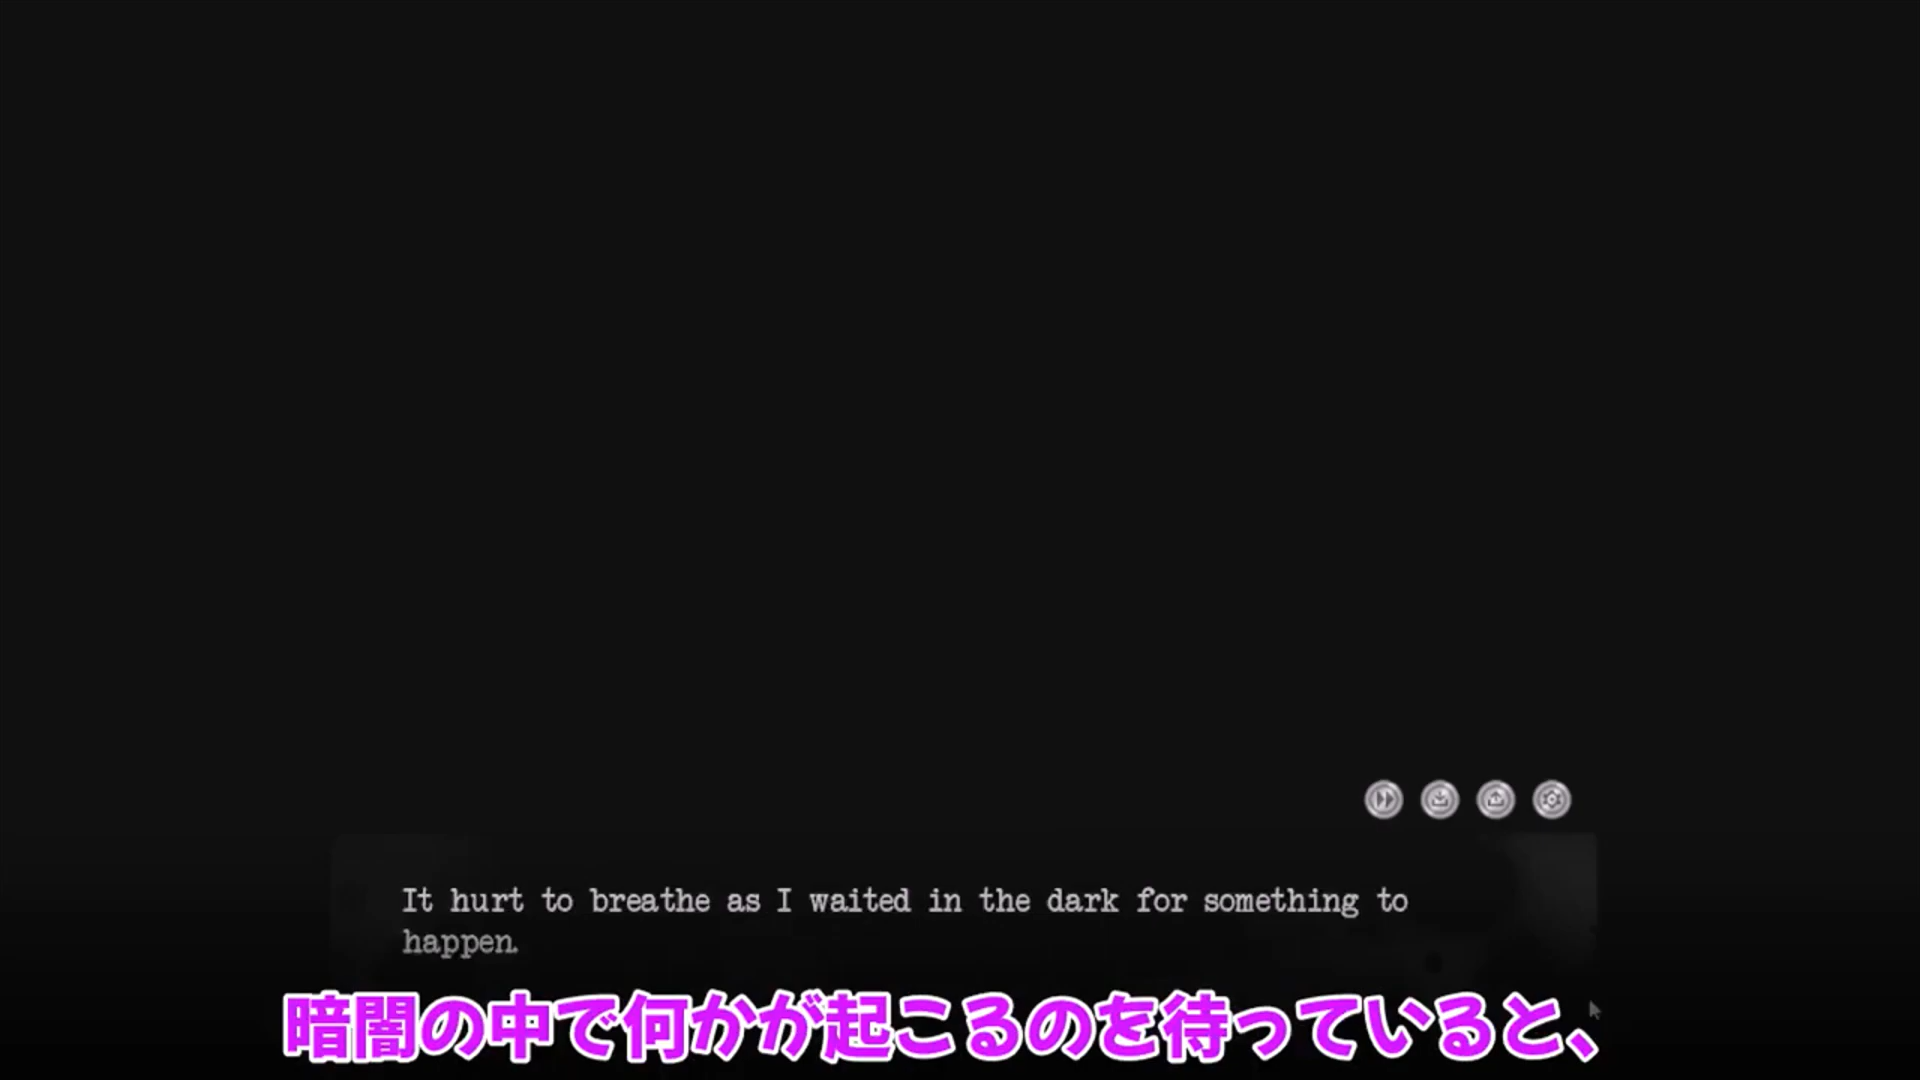 It hurt to breathe as I waited in the dark for something to
happen.
暗闇の中で何かが起こるのを待っていると、